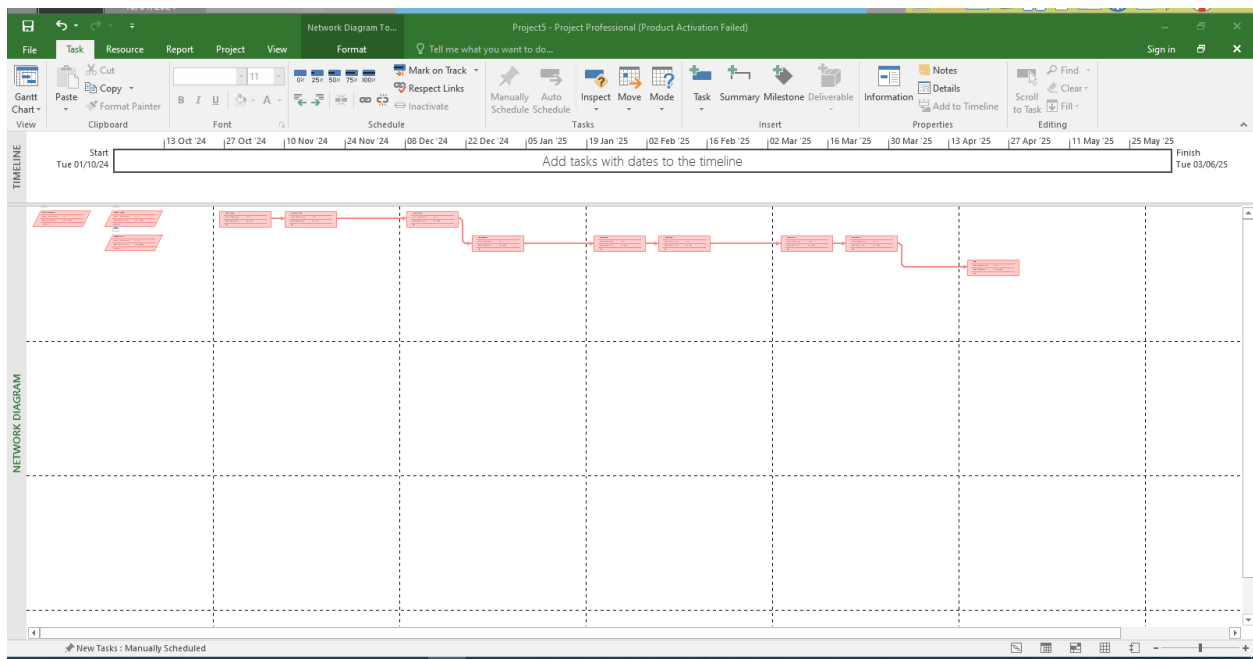 Network Diagram To...
Project5 - Project Professional (Product Activation Failed)
File Task Resource Report Project View Format Tell me what you want to do... Sign in
Gantt Chart
View
Paste
Cut
Copy
Format Painter
Clipboard
11
B I U A
Font
0% 25% 50% 75% 100%
Mark on Track
Respect Links
Inactivate
Schedule
Manually Schedule
Auto Schedule
Inspect
Move
Mode
Tasks
Task
Summary
Milestone
Deliverable
Insert
Information
Notes
Details
Add to Timeline
Properties
Scroll to Task
Find
Clear
Fill
Editing
TIMELINE
13 Oct '24 27 Oct '24 10 Nov '24 24 Nov '24 08 Dec '24 22 Dec '24 05 Jan '25 19 Jan '25 02 Feb '25 16 Feb '25 02 Mar '25 16 Mar '25 30 Mar '25 13 Apr '25 27 Apr '25 11 May '25 25 May '25
Start
Tue 01/10/24
Add tasks with dates to the timeline
Finish
Tue 03/06/25
NETWORK DIAGRAM
New Tasks : Manually Scheduled